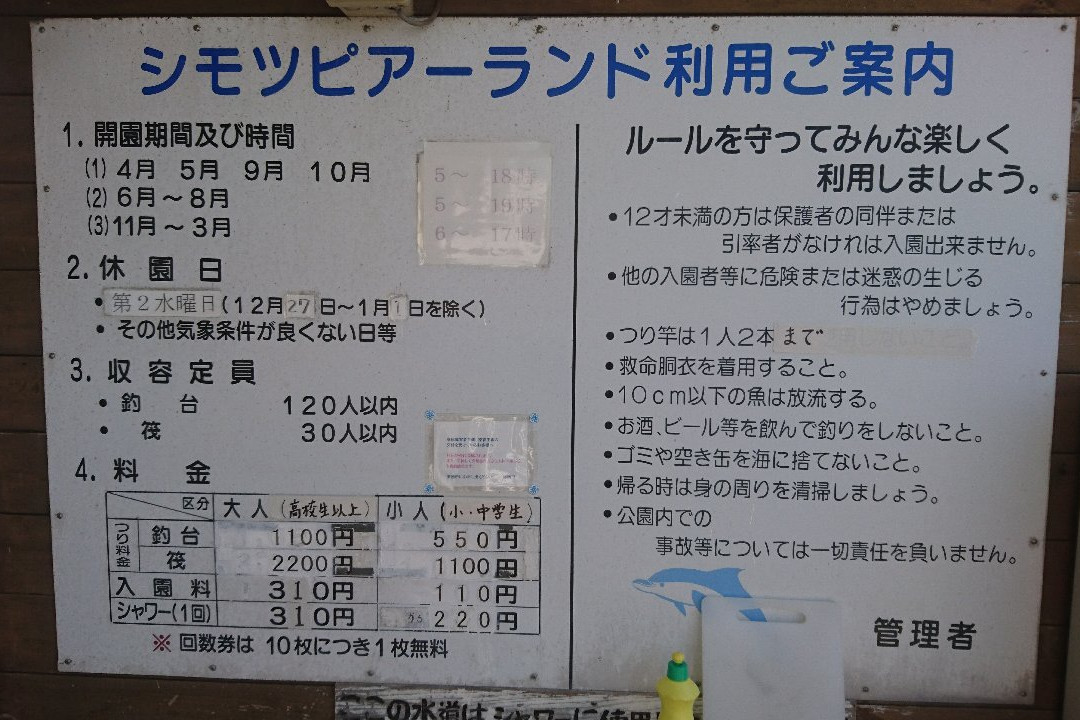 シモツピアーランド利用ご案内
1. 開園期間及び時間
(1) 4月 5月 9月 10月 5〜 18時
(2) 6月〜8月 5〜 19時
(3) 11月〜3月 6〜 17時
2. 休園日
• 第2水曜日(12月27日〜1月1日を除く)
• その他気象条件が良くない日等
3. 収容定員
• 釣台 120人以内
• 筏 30人以内
4. 料金
区分 大人(高校生以上) 小人(小・中学生)
つり料金 釣台 1100円 550円
筏 2200円 1100円
入園料 310円 110円
シャワー(1回) 310円 220円
※ 回数券は 10枚につき1枚無料
ルールを守ってみんな楽しく
利用しましょう。
• 12才未満の方は保護者の同伴または
引率者がなければ入園出来ません。
• 他の入園者等に危険または迷惑の生じる
行為はやめましょう。
• つり竿は1人2本まで
• 救命胴衣を着用すること。
• 10cm以下の魚は放流する。
• お酒、ビール等を飲んで釣りをしないこと。
• ゴミや空き缶を海に捨てないこと。
• 帰る時は身の周りを清掃しましょう。
• 公園内での
事故等については一切責任を負いません。
管理者
ここの水道はシャワーに使用